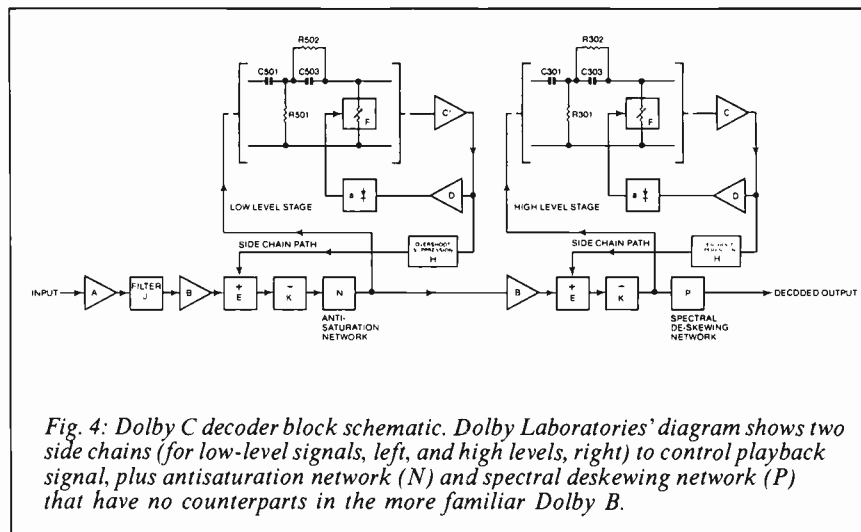 R502
R302
C501 C503
C301 C303
R501
F
C'
R301
F
C
a
D
a
D
LOW LEVEL STAGE
HIGH LEVEL STAGE
SIDE CHAIN PATH
OVERSHOOT
SUPPRESSION
H
SIDE CHAIN PATH
H
INPUT
A
FILTER
J
B
+
E
−
K
N
B
+
E
−
K
P
DECODED OUTPUT
ANTI-
SATURATION
NETWORK
SPECTRAL
DE-SKEWING
NETWORK
Fig. 4: Dolby C decoder block schematic. Dolby Laboratories' diagram shows two
side chains (for low-level signals, left, and high levels, right) to control playback
signal, plus antisaturation network (N) and spectral deskewing network (P)
that have no counterparts in the more familiar Dolby B.